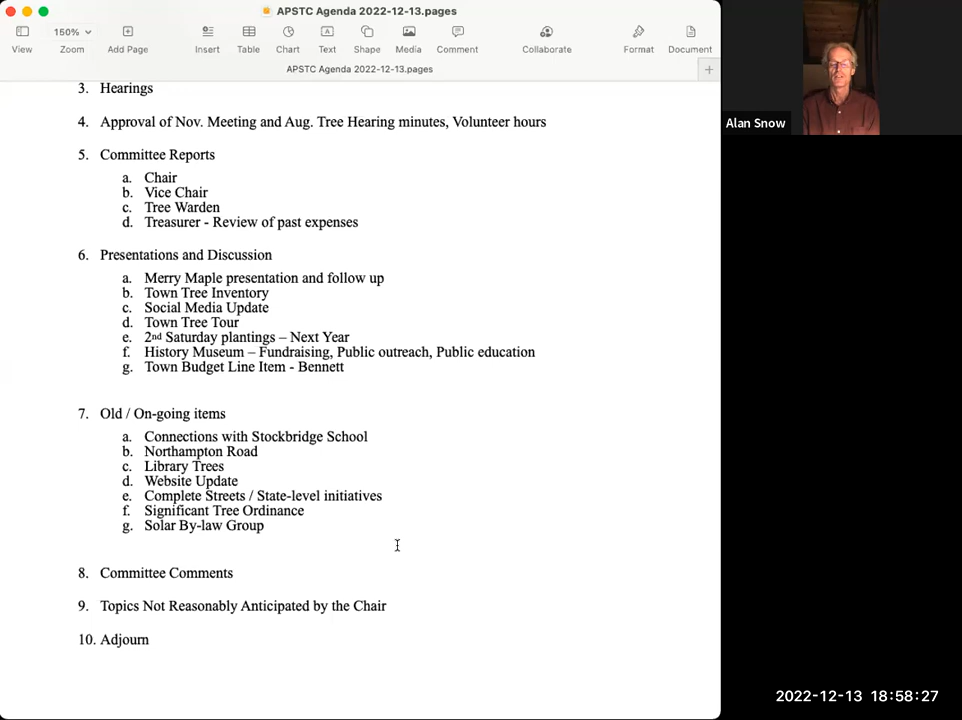 APSTC Agenda 2022-12-13.pages
150%
View
Zoom
Add Page
Insert
Table
Chart
Text
Shape
Media
Comment
Collaborate
Format
Document
APSTC Agenda 2022-12-13.pages
3. Hearings
4. Approval of Nov. Meeting and Aug. Tree Hearing minutes, Volunteer hours
5. Committee Reports
a. Chair
b. Vice Chair
c. Tree Warden
d. Treasurer - Review of past expenses
6. Presentations and Discussion
a. Merry Maple presentation and follow up
b. Town Tree Inventory
c. Social Media Update
d. Town Tree Tour
e. 2nd Saturday plantings – Next Year
f. History Museum – Fundraising, Public outreach, Public education
g. Town Budget Line Item - Bennett
7. Old / On-going items
a. Connections with Stockbridge School
b. Northampton Road
c. Library Trees
d. Website Update
e. Complete Streets / State-level initiatives
f. Significant Tree Ordinance
g. Solar By-law Group
8. Committee Comments
9. Topics Not Reasonably Anticipated by the Chair
10. Adjourn
Alan Snow
2022-12-13 18:58:27